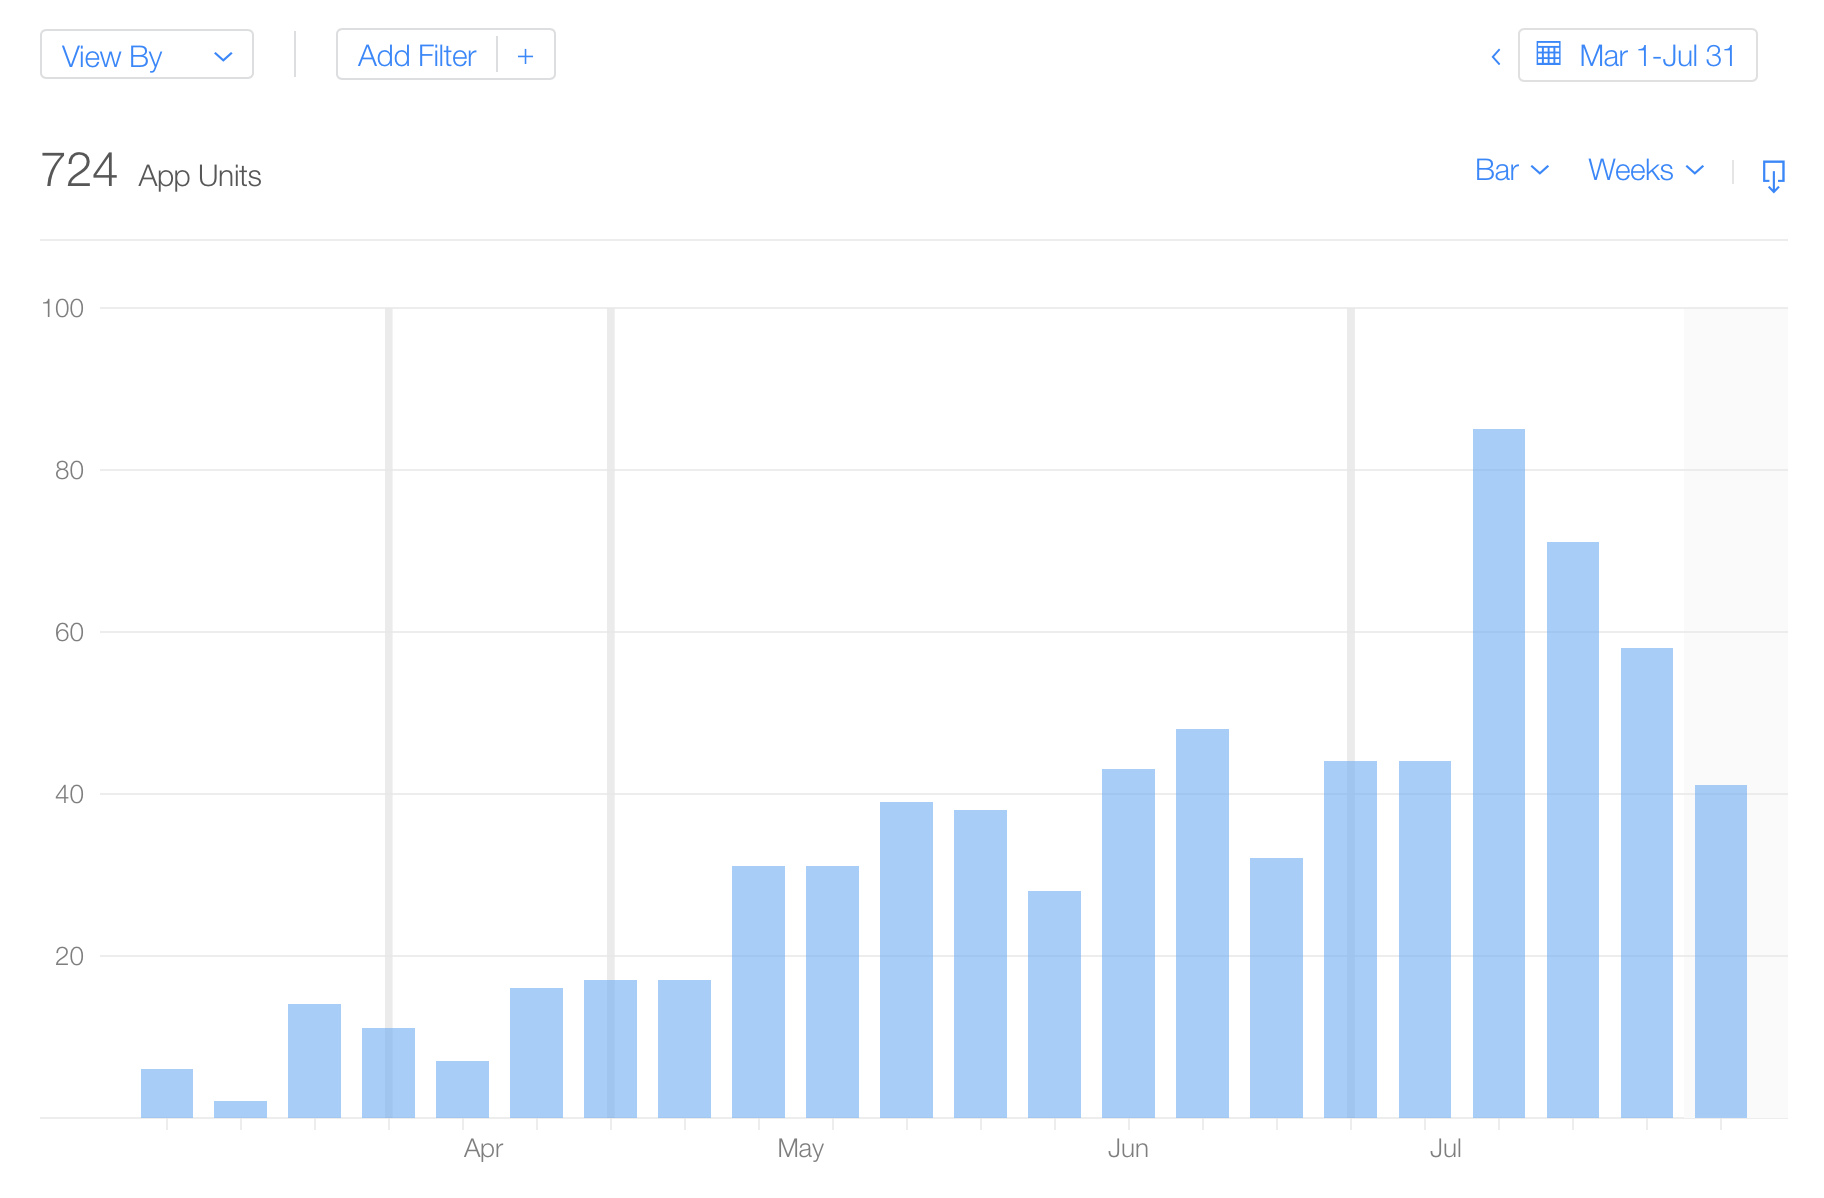 View By
Add Filter +
Mar 1-Jul 31
724 App Units
Bar
Weeks
100
80
60
40
20
Apr
May
Jun
Jul